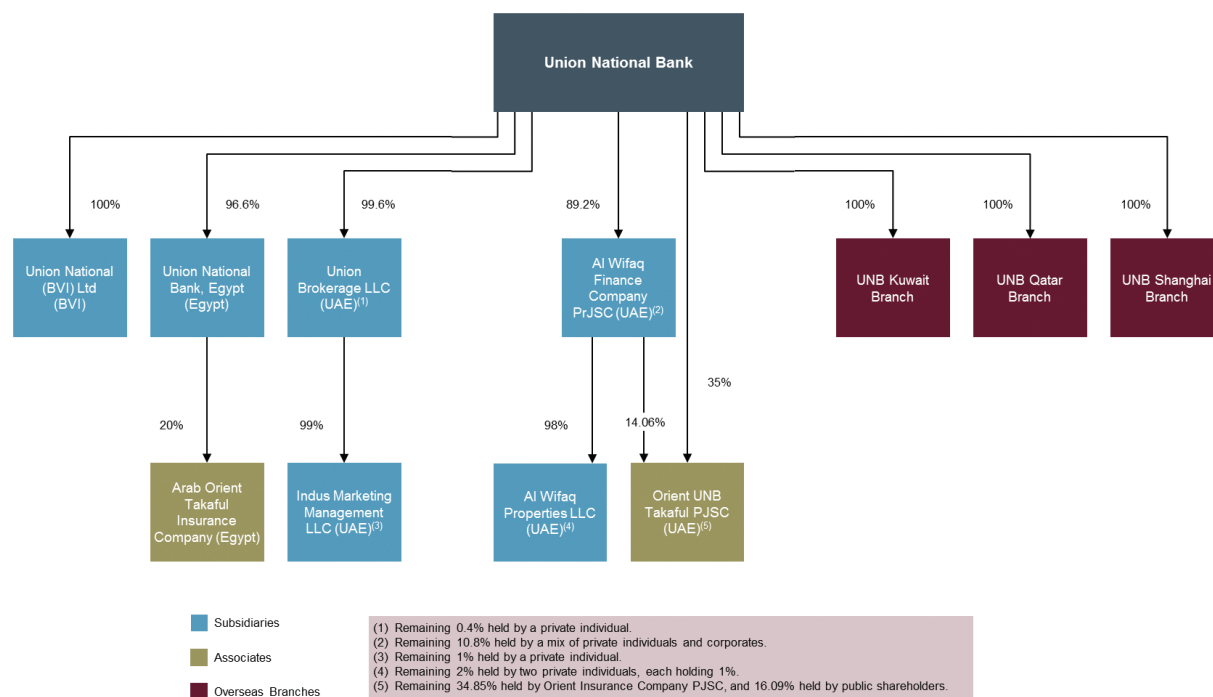 Union National Bank
100%
96.6%
99.6%
89.2%
100%
100%
100%
Union National
(BVI) Ltd
(BVI)
Union National
Bank, Egypt
(Egypt)
Union
Brokerage LLC
(UAE)(1)
Al Wifaq
Finance
Company
PrJSC (UAE)(2)
UNB Kuwait
Branch
UNB Qatar
Branch
UNB Shanghai
Branch
35%
20%
99%
98%
14.06%
Arab Orient
Takaful
Insurance
Company (Egypt)
Indus Marketing
Management
LLC (UAE)(3)
Al Wifaq
Properties LLC
(UAE)(4)
Orient UNB
Takaful PJSC
(UAE)(5)
Subsidiaries
Associates
Overseas Branches
(1) Remaining 0.4% held by a private individual.
(2) Remaining 10.8% held by a mix of private individuals and corporates.
(3) Remaining 1% held by a private individual.
(4) Remaining 2% held by two private individuals, each holding 1%.
(5) Remaining 34.85% held by Orient Insurance Company PJSC, and 16.09% held by public shareholders.